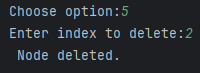 Choose option:5
Enter index to delete:2
 Node deleted.